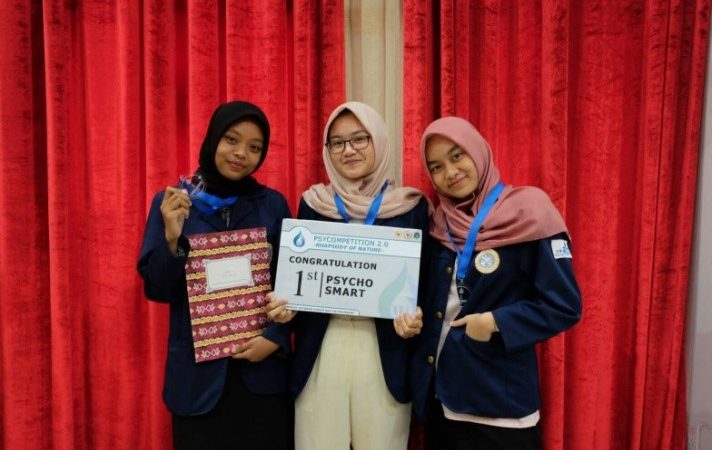 PSYCOMPETITION 2.0
-RHAPSODY OF NATURE-
CONGRATULATION
1st
PSYCHO
SMART